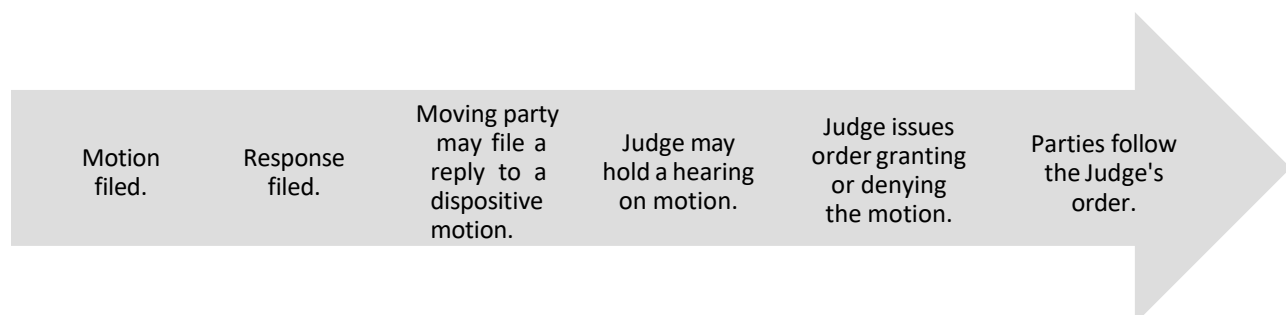 Motion
filed.
Response
filed.
Moving party
may file a
reply to a
dispositive
motion.
Judge may
hold a hearing
on motion.
Judge issues
order granting
or denying
the motion.
Parties follow
the Judge's
order.